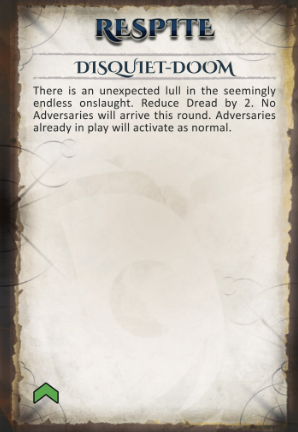 RESPITE
DISQUIET-DOOM
There is an unexpected lull in the seemingly
endless onslaught. Reduce Dread by 2. No
Adversaries will arrive this round. Adversaries
already in play will activate as normal.